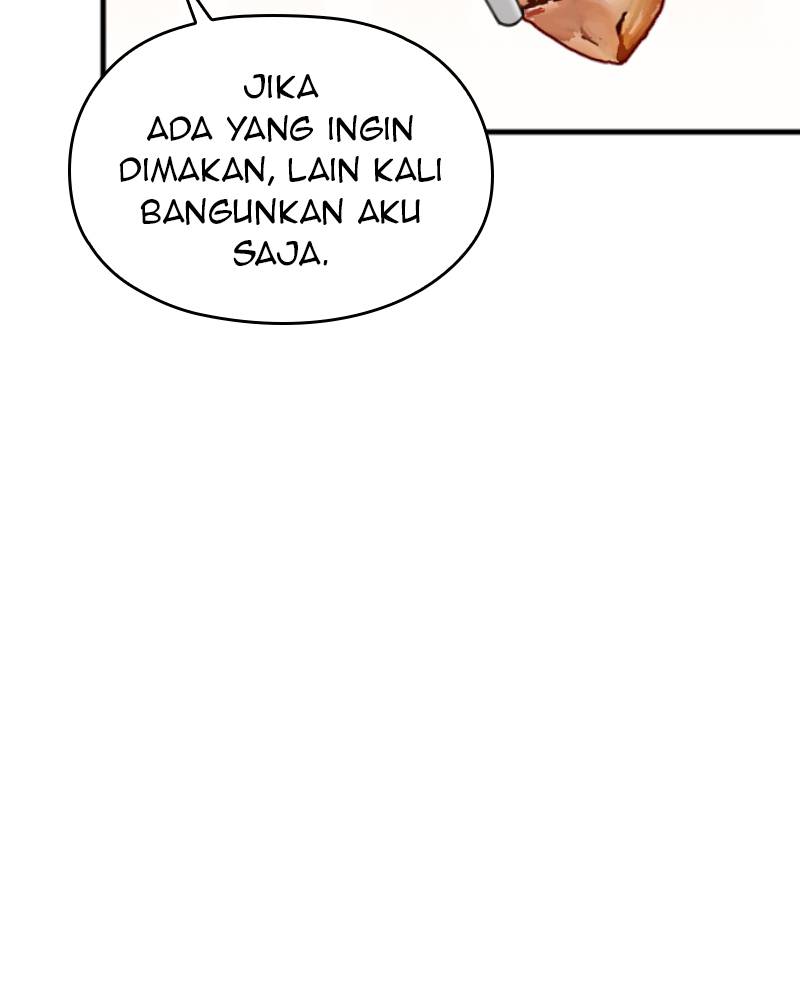 JIKA
ADA YANG INGIN
DIMAKAN, LAIN KALI
BANGUNKAN AKU
SAJA.